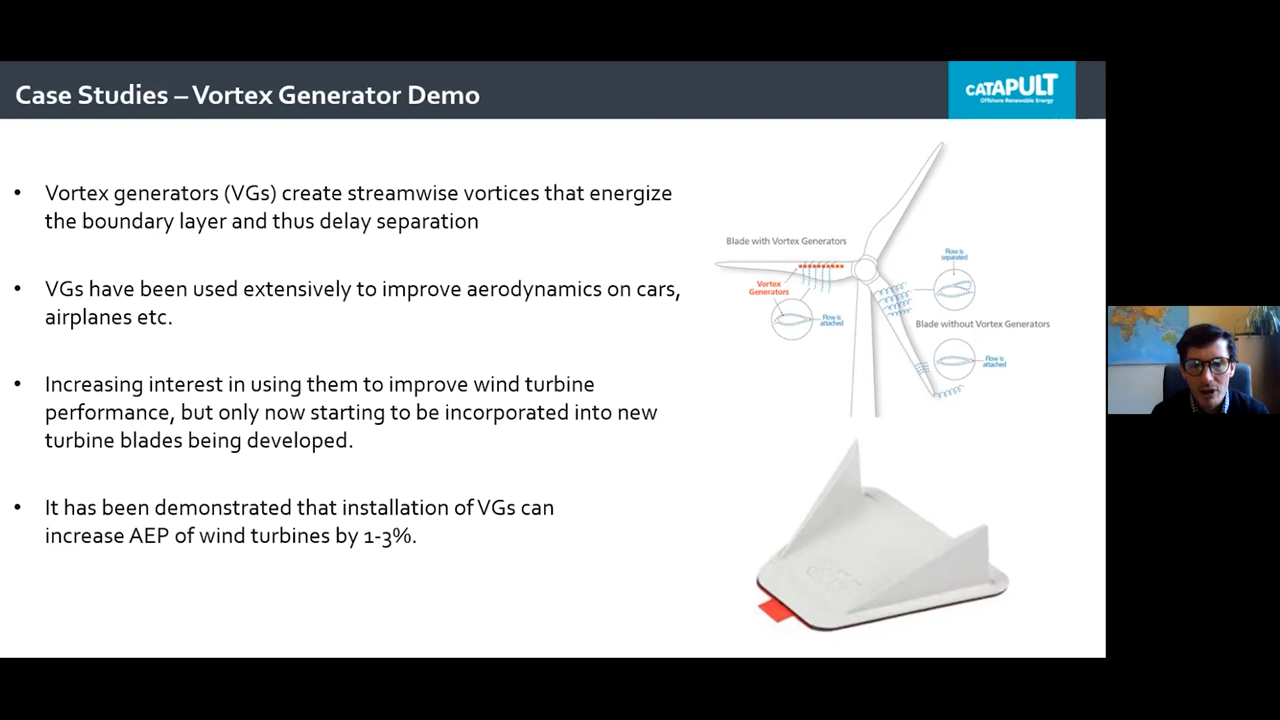 Case Studies – Vortex Generator Demo
CATAPULT
Offshore Renewable Energy
• Vortex generators (VGs) create streamwise vortices that energize
the boundary layer and thus delay separation
• VGs have been used extensively to improve aerodynamics on cars,
airplanes etc.
• Increasing interest in using them to improve wind turbine
performance, but only now starting to be incorporated into new
turbine blades being developed.
• It has been demonstrated that installation of VGs can
increase AEP of wind turbines by 1-3%.
Blade with Vortex Generators
Flow is
separated
Vortex
Generators
Flow is
attached
Blade without Vortex Generators
Flow is
attached